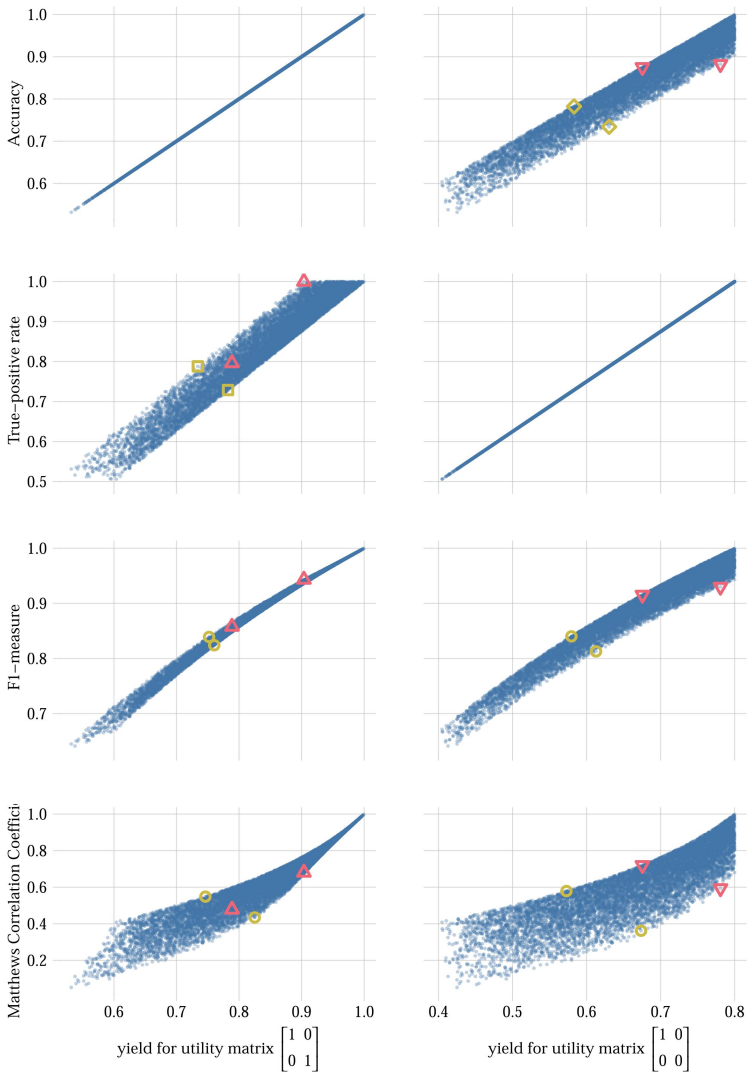 Accuracy
1.0
0.9
0.8
0.7
0.6
True−positive rate
1.0
0.9
0.8
0.7
0.6
0.5
F1−measure
1.0
0.9
0.8
0.7
Matthews Correlation Coeffici
1.0
0.8
0.6
0.4
0.2
0.6 0.7 0.8 0.9 1.0
0.4 0.5 0.6 0.7 0.8
yield for utility matrix [1 0
0 1]
yield for utility matrix [1 0
0 0]